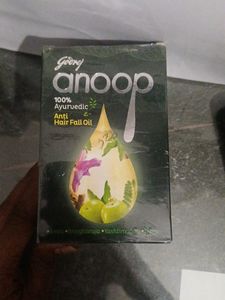 Godrej
anoop
100%
Ayurvedic
Anti
Hair Fall Oil